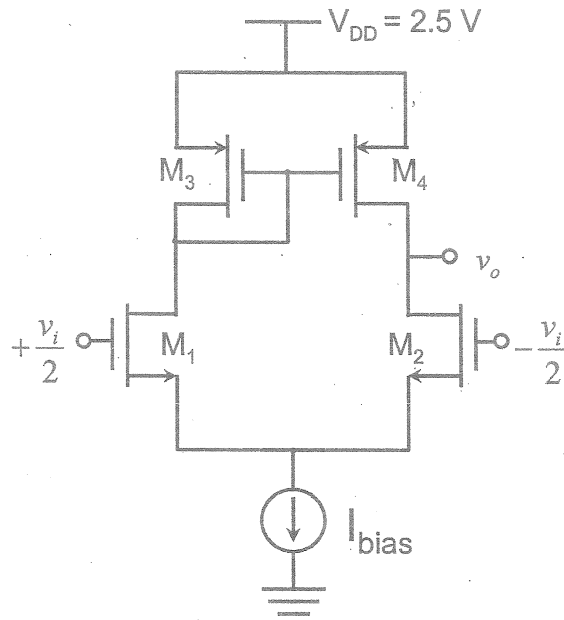 V_DD = 2.5 V
M_3
M_4
v_o
+ v_i/2
M_1
M_2
- v_i/2
I_bias